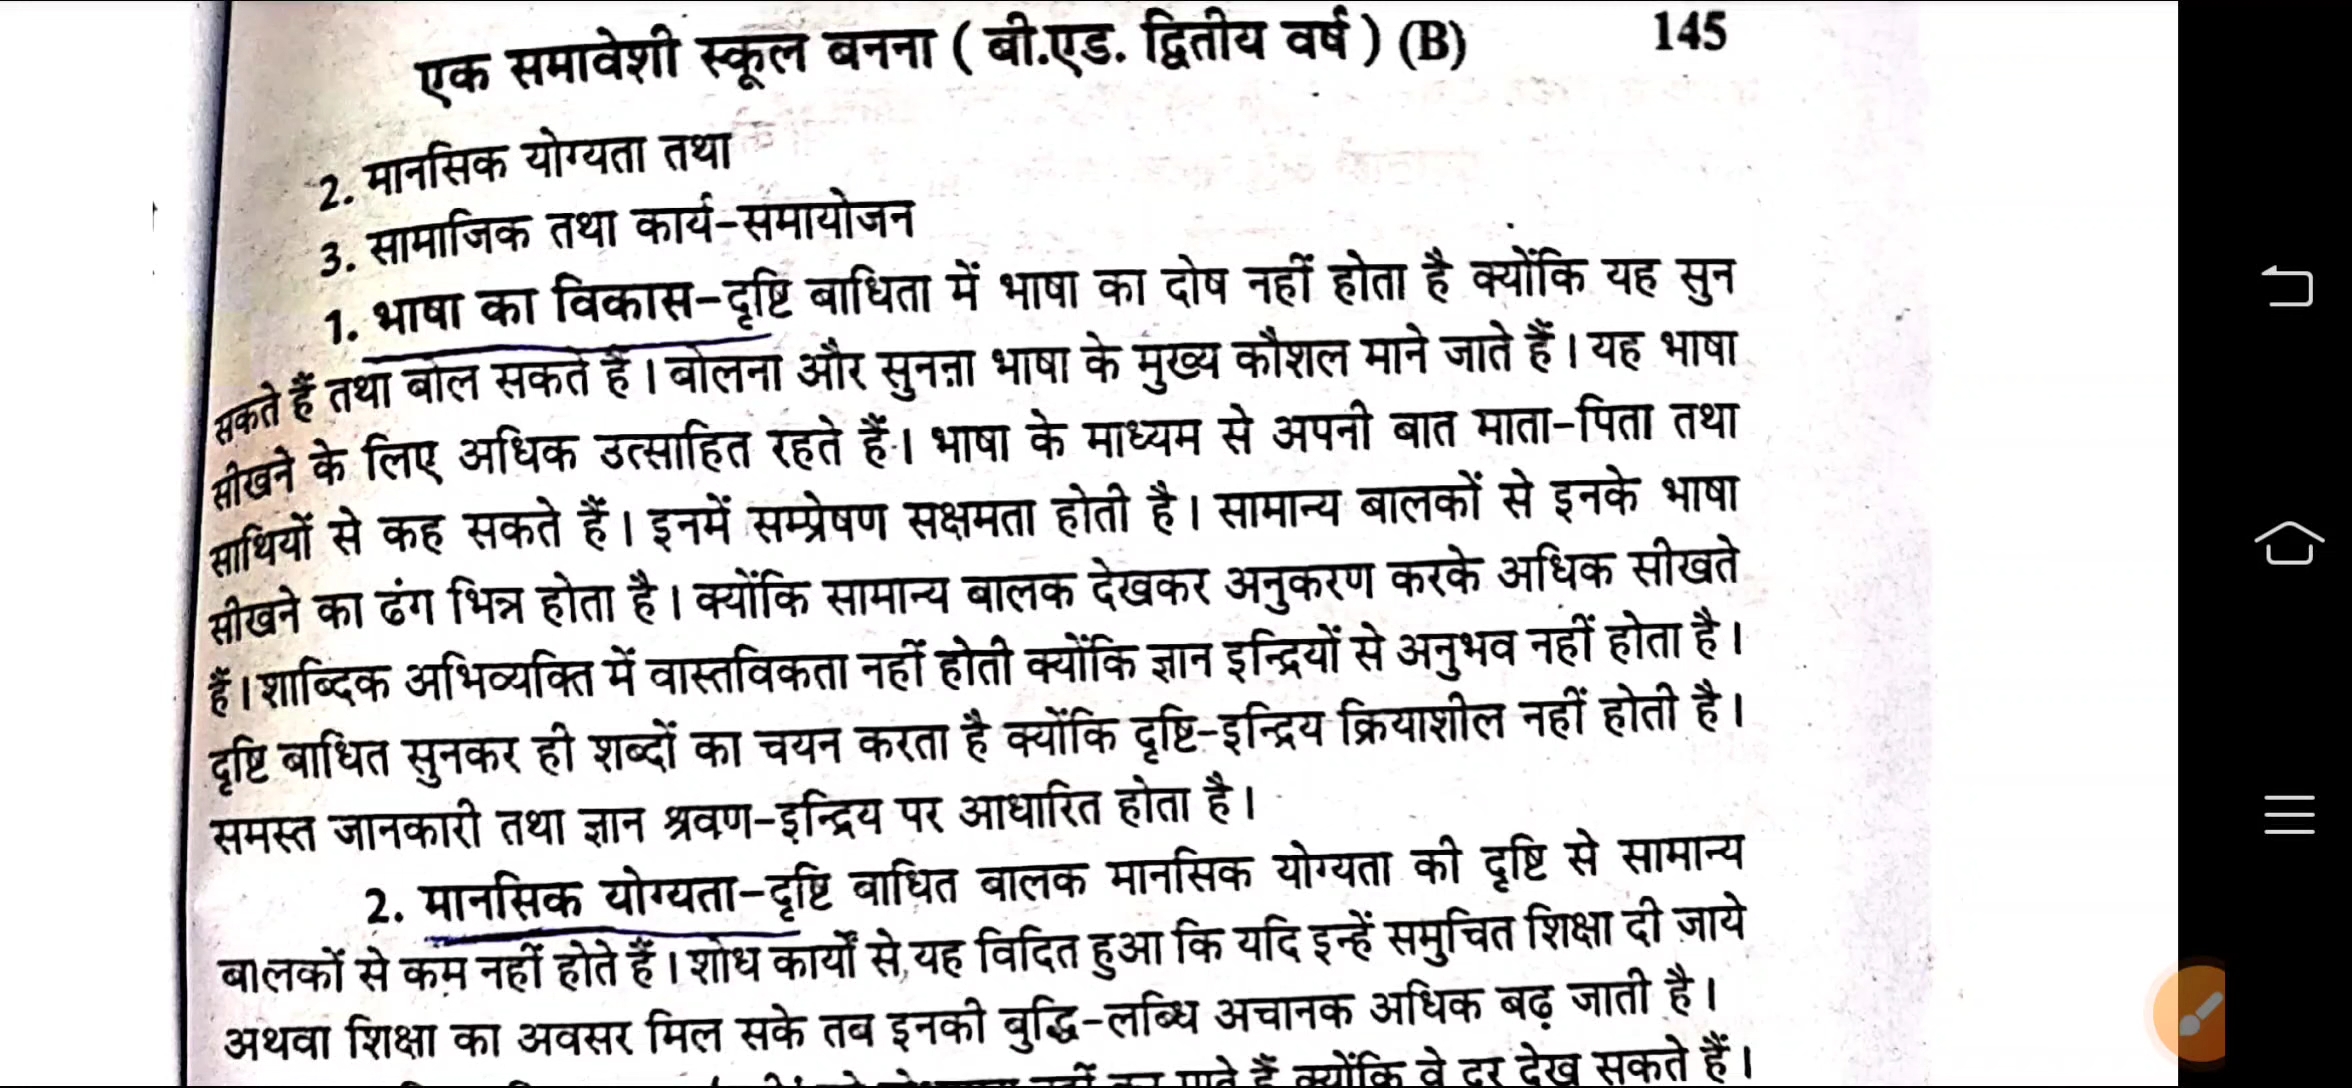 एक समावेशी स्कूल बनना ( बी.एड. द्वितीय वर्ष ) (B) 145
2. मानसिक योग्यता तथा
3. सामाजिक तथा कार्य-समायोजन
1. भाषा का विकास-दृष्टि बाधिता में भाषा का दोष नहीं होता है क्योंकि यह सुन
सकते हैं तथा बोल सकते हैं। बोलना और सुनना भाषा के मुख्य कौशल माने जाते हैं। यह भाषा
सीखने के लिए अधिक उत्साहित रहते हैं। भाषा के माध्यम से अपनी बात माता-पिता तथा
साथियों से कह सकते हैं। इनमें सम्प्रेषण सक्षमता होती है। सामान्य बालकों से इनके भाषा
सीखने का ढंग भिन्न होता है। क्योंकि सामान्य बालक देखकर अनुकरण करके अधिक सीखते
हैं। शाब्दिक अभिव्यक्ति में वास्तविकता नहीं होती क्योंकि ज्ञान इन्द्रियों से अनुभव नहीं होता है।
दृष्टि बाधित सुनकर ही शब्दों का चयन करता है क्योंकि दृष्टि-इन्द्रिय क्रियाशील नहीं होती है।
समस्त जानकारी तथा ज्ञान श्रवण-इन्द्रिय पर आधारित होता है।
2. मानसिक योग्यता-दृष्टि बाधित बालक मानसिक योग्यता की दृष्टि से सामान्य
बालकों से कम नहीं होते हैं। शोध कार्यों से यह विदित हुआ कि यदि इन्हें समुचित शिक्षा दी जाये
अथवा शिक्षा का अवसर मिल सके तब इनकी बुद्धि-लब्धि अचानक अधिक बढ़ जाती है।
क्योंकि वे दूर देख सकते हैं।